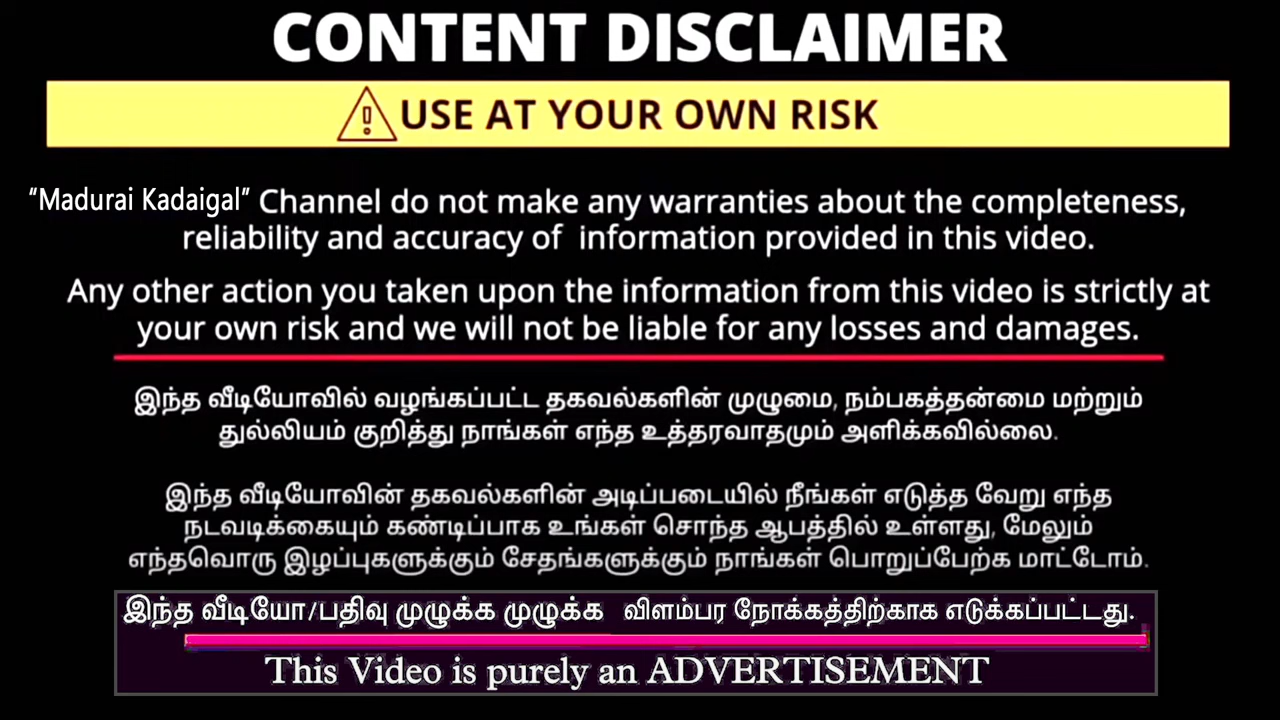 CONTENT DISCLAIMER
USE AT YOUR OWN RISK
“Madurai Kadaigal” Channel do not make any warranties about the completeness,
reliability and accuracy of information provided in this video.
Any other action you taken upon the information from this video is strictly at
your own risk and we will not be liable for any losses and damages.
இந்த வீடியோவில் வழங்கப்பட்ட தகவல்களின் முழுமை, நம்பகத்தன்மை மற்றும்
துல்லியம் குறித்து நாங்கள் எந்த உத்தரவாதமும் அளிக்கவில்லை.
இந்த வீடியோவின் தகவல்களின் அடிப்படையில் நீங்கள் எடுத்த வேறு எந்த
நடவடிக்கையும் கண்டிப்பாக உங்கள் சொந்த ஆபத்தில் உள்ளது, மேலும்
எந்தவொரு இழப்புகளுக்கும் சேதங்களுக்கும் நாங்கள் பொறுப்பேற்க மாட்டோம்.
இந்த வீடியோ/பதிவு முழுக்க முழுக்க விளம்பர நோக்கத்திற்காக எடுக்கப்பட்டது.
This Video is purely an ADVERTISEMENT